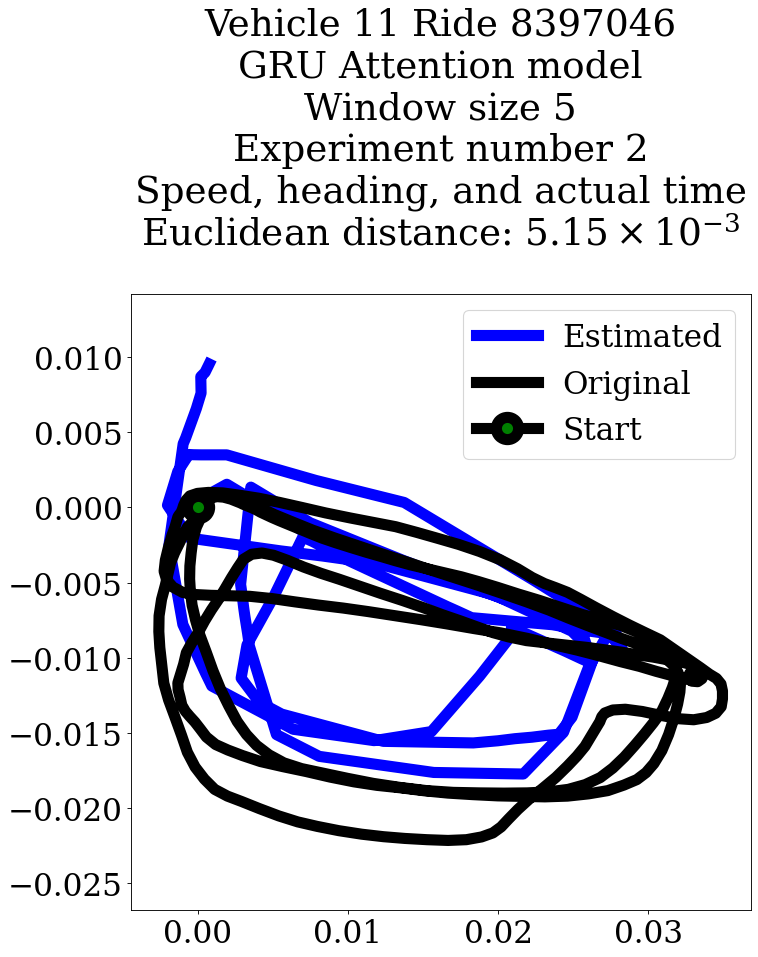 Vehicle 11 Ride 8397046
GRU Attention model
Window size 5
Experiment number 2
Speed, heading, and actual time
Euclidean distance: 5.15 × 10⁻³
Estimated
Original
Start
0.010
0.005
0.000
−0.005
−0.010
−0.015
−0.020
−0.025
0.00 0.01 0.02 0.03